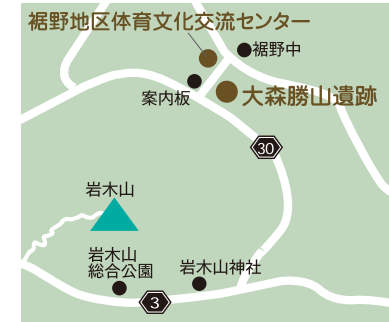 裾野地区体育文化交流センター
裾野中
案内板
大森勝山遺跡
30
岩木山
岩木山
総合公園
岩木山神社
3